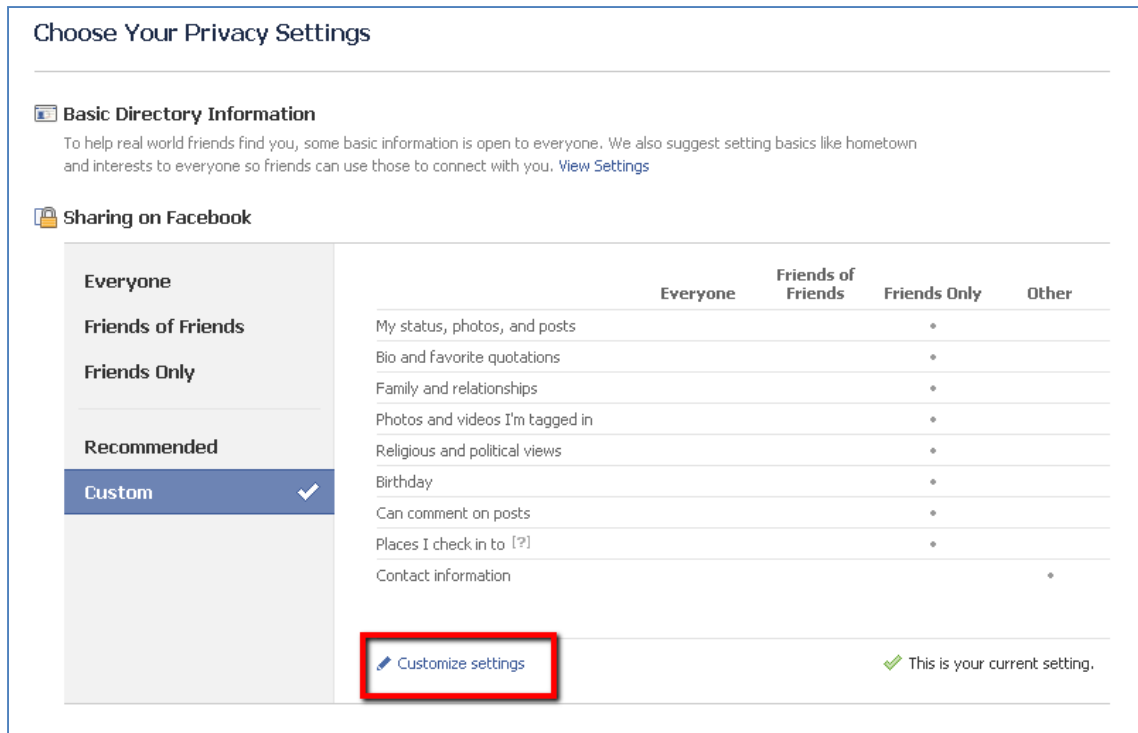 Choose Your Privacy Settings
Basic Directory Information
To help real world friends find you, some basic information is open to everyone. We also suggest setting basics like hometown
and interests to everyone so friends can use those to connect with you. View Settings
Sharing on Facebook
Everyone
Friends of Friends
Friends Only
Recommended
Custom
Everyone Friends of Friends Friends Only Other
My status, photos, and posts
Bio and favorite quotations
Family and relationships
Photos and videos I'm tagged in
Religious and political views
Birthday
Can comment on posts
Places I check in to [?]
Contact information
Customize settings This is your current setting.